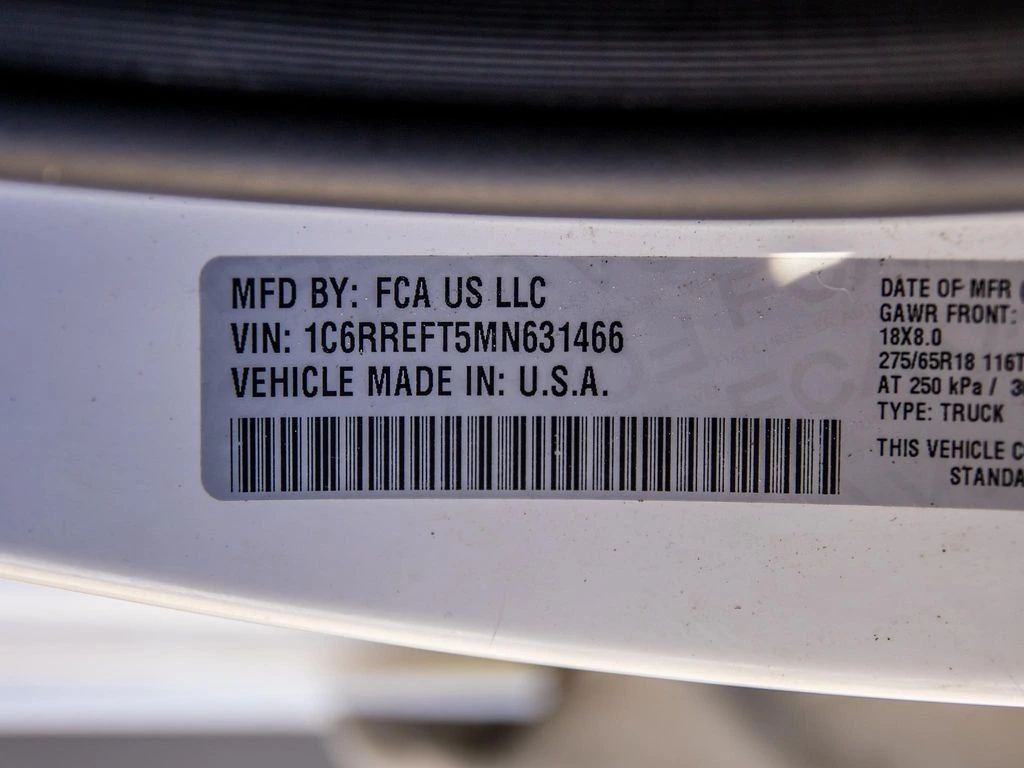 MFD BY: FCA US LLC
VIN: 1C6RREFT5MN631466
VEHICLE MADE IN: U.S.A.
DATE OF MFR
GAWR FRONT:
18X8.0
275/65R18 116T
AT 250 kPa /
TYPE: TRUCK
THIS VEHICLE